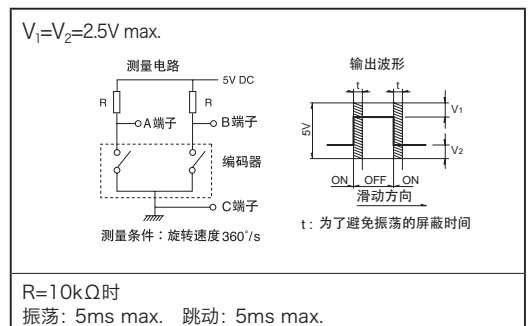 V₁=V₂=2.5V max.
测量电路
5V DC
R
R
A端子
B端子
编码器
C端子
测量条件：旋转速度360°/s
输出波形
t
t
5V
V₁
V₂
ON
OFF
ON
滑动方向
t：为了避免振荡的屏蔽时间
R=10kΩ时
振荡: 5ms max. 跳动: 5ms max.